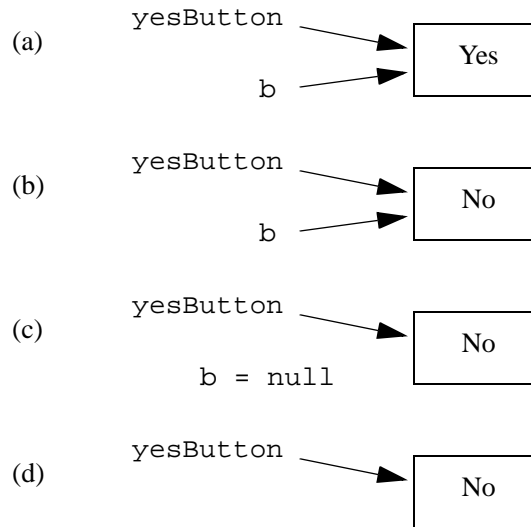 yesButton
(a)
Yes
b
yesButton
(b)
No
b
yesButton
(c)
No
b = null
yesButton
(d)
No